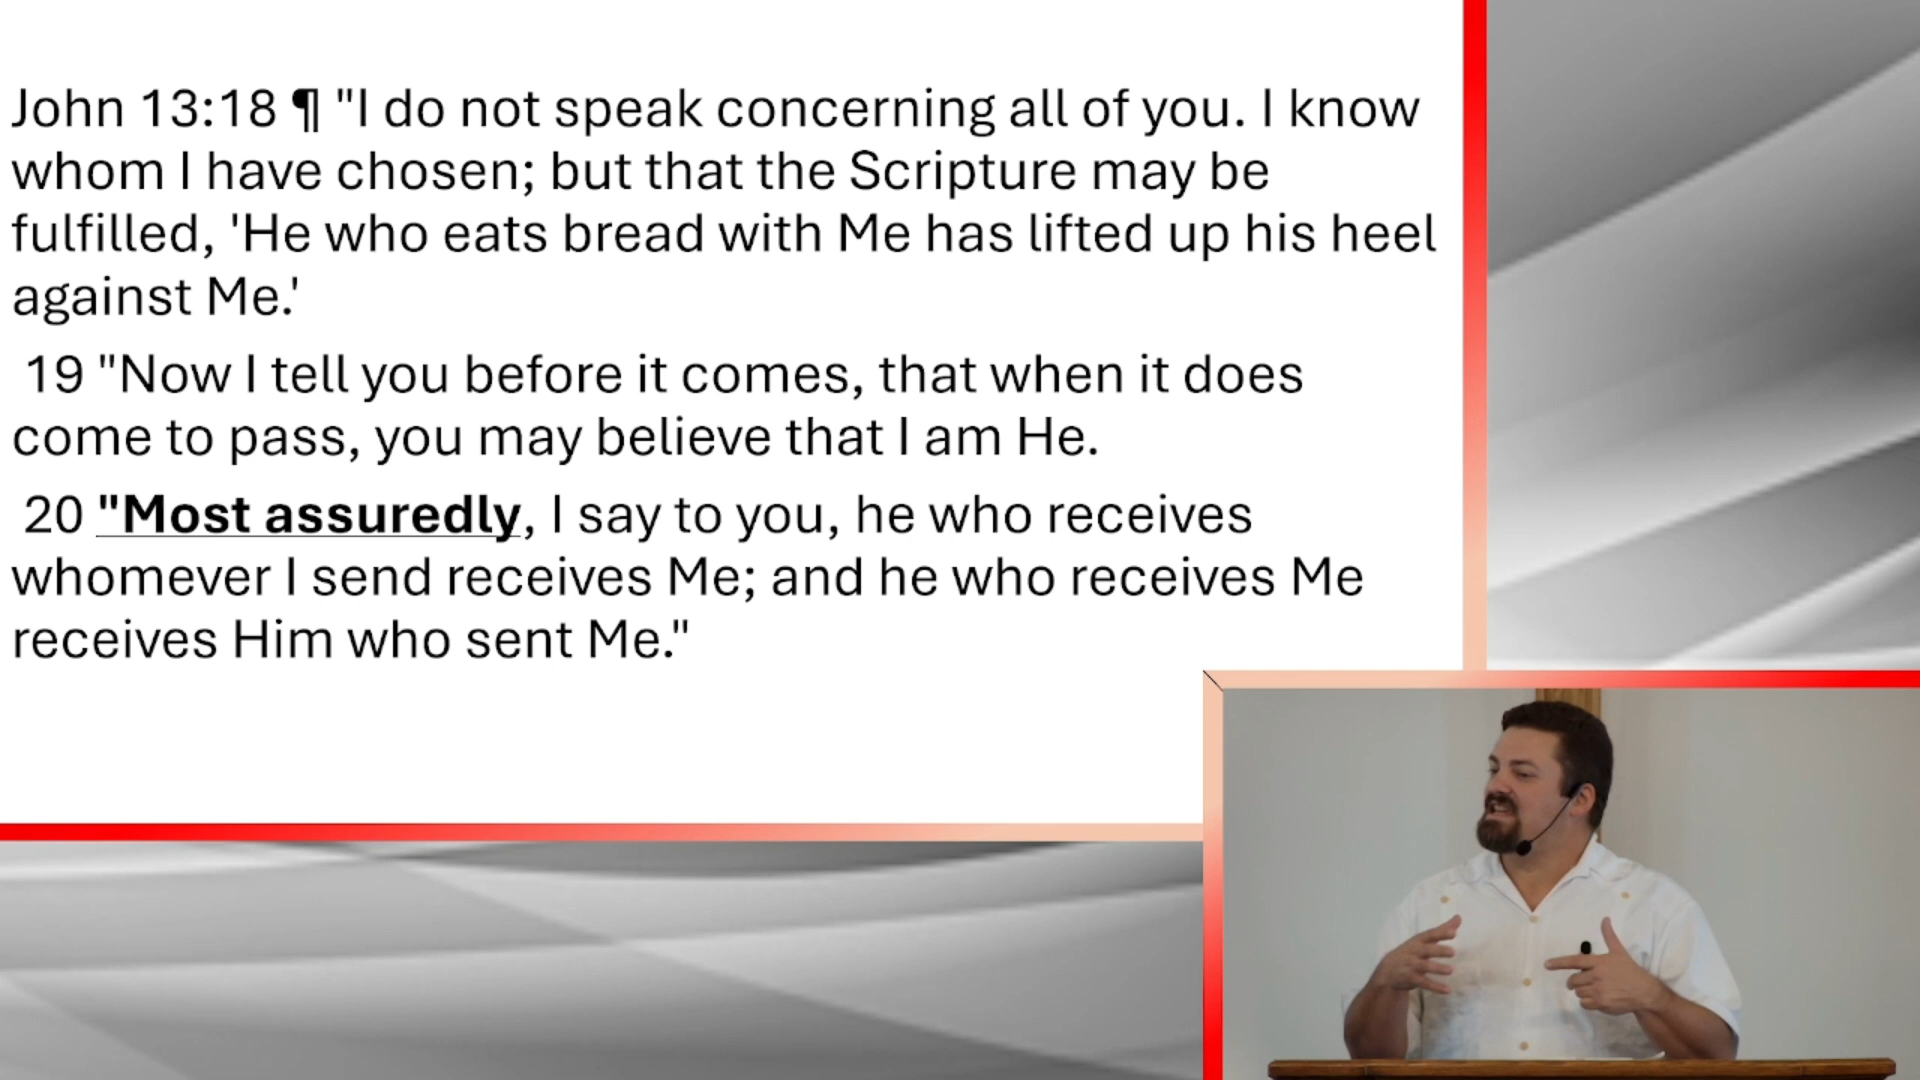 John 13:18 ¶ "I do not speak concerning all of you. I know
whom I have chosen; but that the Scripture may be
fulfilled, 'He who eats bread with Me has lifted up his heel
against Me.'
19 "Now I tell you before it comes, that when it does
come to pass, you may believe that I am He.
20 "Most assuredly, I say to you, he who receives
whomever I send receives Me; and he who receives Me
receives Him who sent Me."